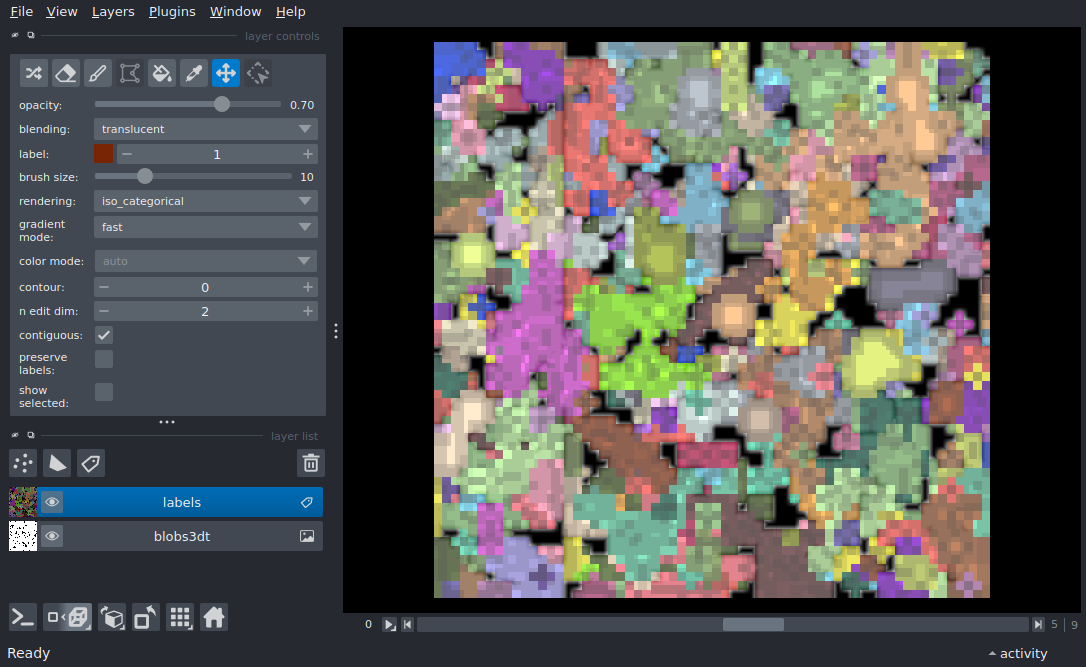 File View Layers Plugins Window Help
layer controls
opacity: 0.70
blending: translucent
label: 1
brush size: 10
rendering: iso_categorical
gradient
mode: fast
color mode: auto
contour: 0
n edit dim: 2
contiguous:
preserve
labels:
show
selected:
layer list
labels
blobs3dt
0 5 | 9
Ready activity